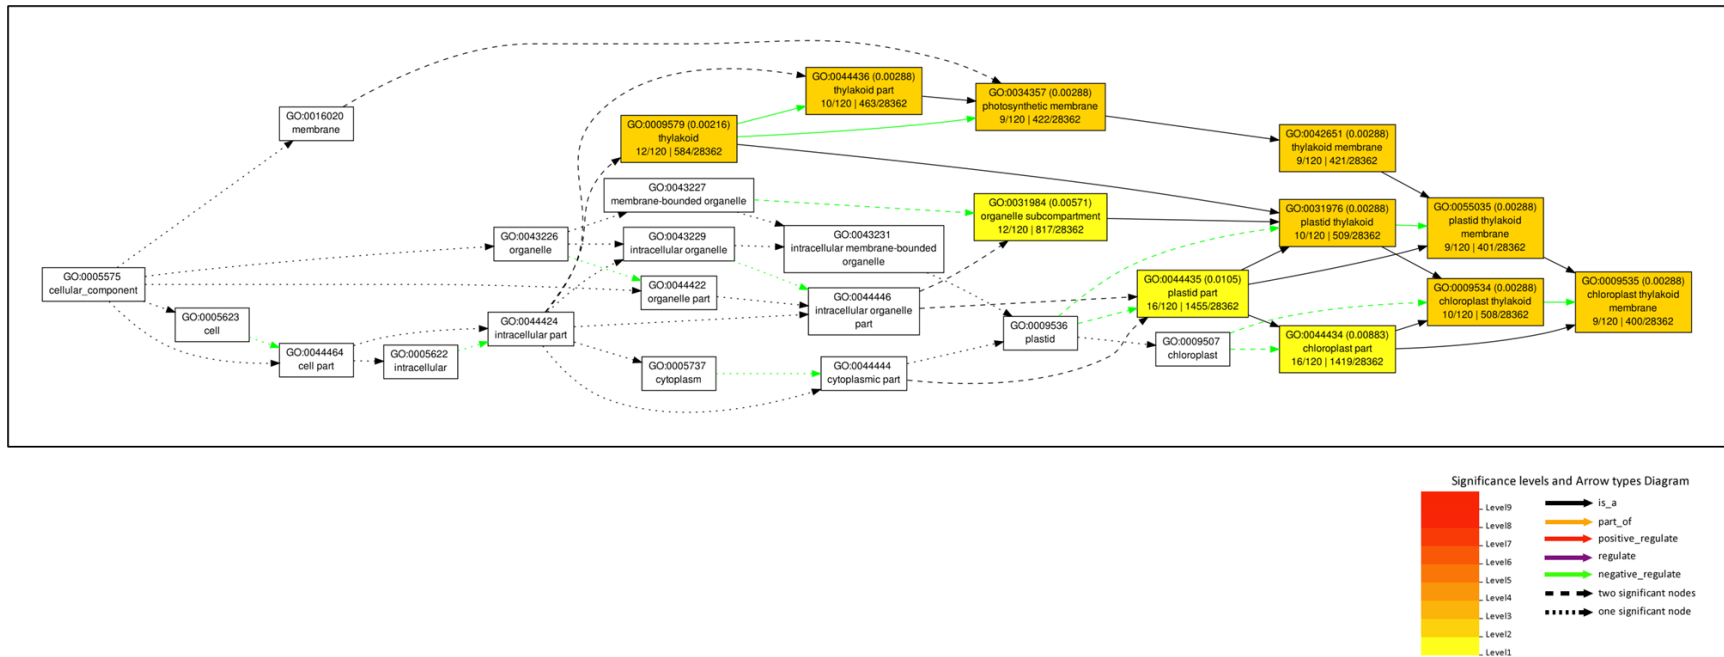 GO:0044436 (0.00288)
thylakoid part
10/120 | 463/28362
GO:0034357 (0.00288)
photosynthetic membrane
9/120 | 422/28362
GO:0016020
membrane
GO:0009579 (0.00216)
thylakoid
12/120 | 584/28362
GO:0042651 (0.00288)
thylakoid membrane
9/120 | 421/28362
GO:0043227
membrane-bounded organelle
GO:0031984 (0.00571)
organelle subcompartment
12/120 | 817/28362
GO:0031976 (0.00288)
plastid thylakoid
10/120 | 509/28362
GO:0055035 (0.00288)
plastid thylakoid
membrane
9/120 | 401/28362
GO:0043226
organelle
GO:0043229
intracellular organelle
GO:0043231
intracellular membrane-bounded
organelle
GO:0005575
cellular_component
GO:0044422
organelle part
GO:0044446
intracellular organelle
part
GO:0044435 (0.0105)
plastid part
16/120 | 1455/28362
GO:0009534 (0.00288)
chloroplast thylakoid
10/120 | 508/28362
GO:0009535 (0.00288)
chloroplast thylakoid
membrane
9/120 | 400/28362
GO:0005623
cell
GO:0044424
intracellular part
GO:0009536
plastid
GO:0044464
cell part
GO:0005622
intracellular
GO:0005737
cytoplasm
GO:0044444
cytoplasmic part
GO:0009507
chloroplast
GO:0044434 (0.00883)
chloroplast part
16/120 | 1419/28362
Significance levels and Arrow types Diagram
Level9
Level8
Level7
Level6
Level5
Level4
Level3
Level2
Level1
is_a
part_of
positive_regulate
regulate
negative_regulate
two significant nodes
one significant node